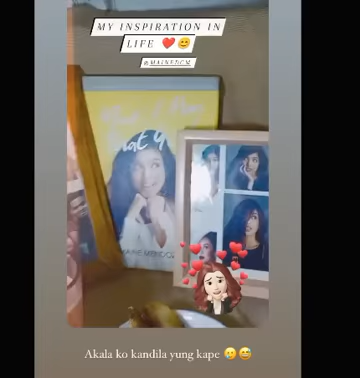 MY INSPIRATION IN
LIFE ❤️😊
@MAINEDCM
Akala ko kandila yung kape 🥲😅